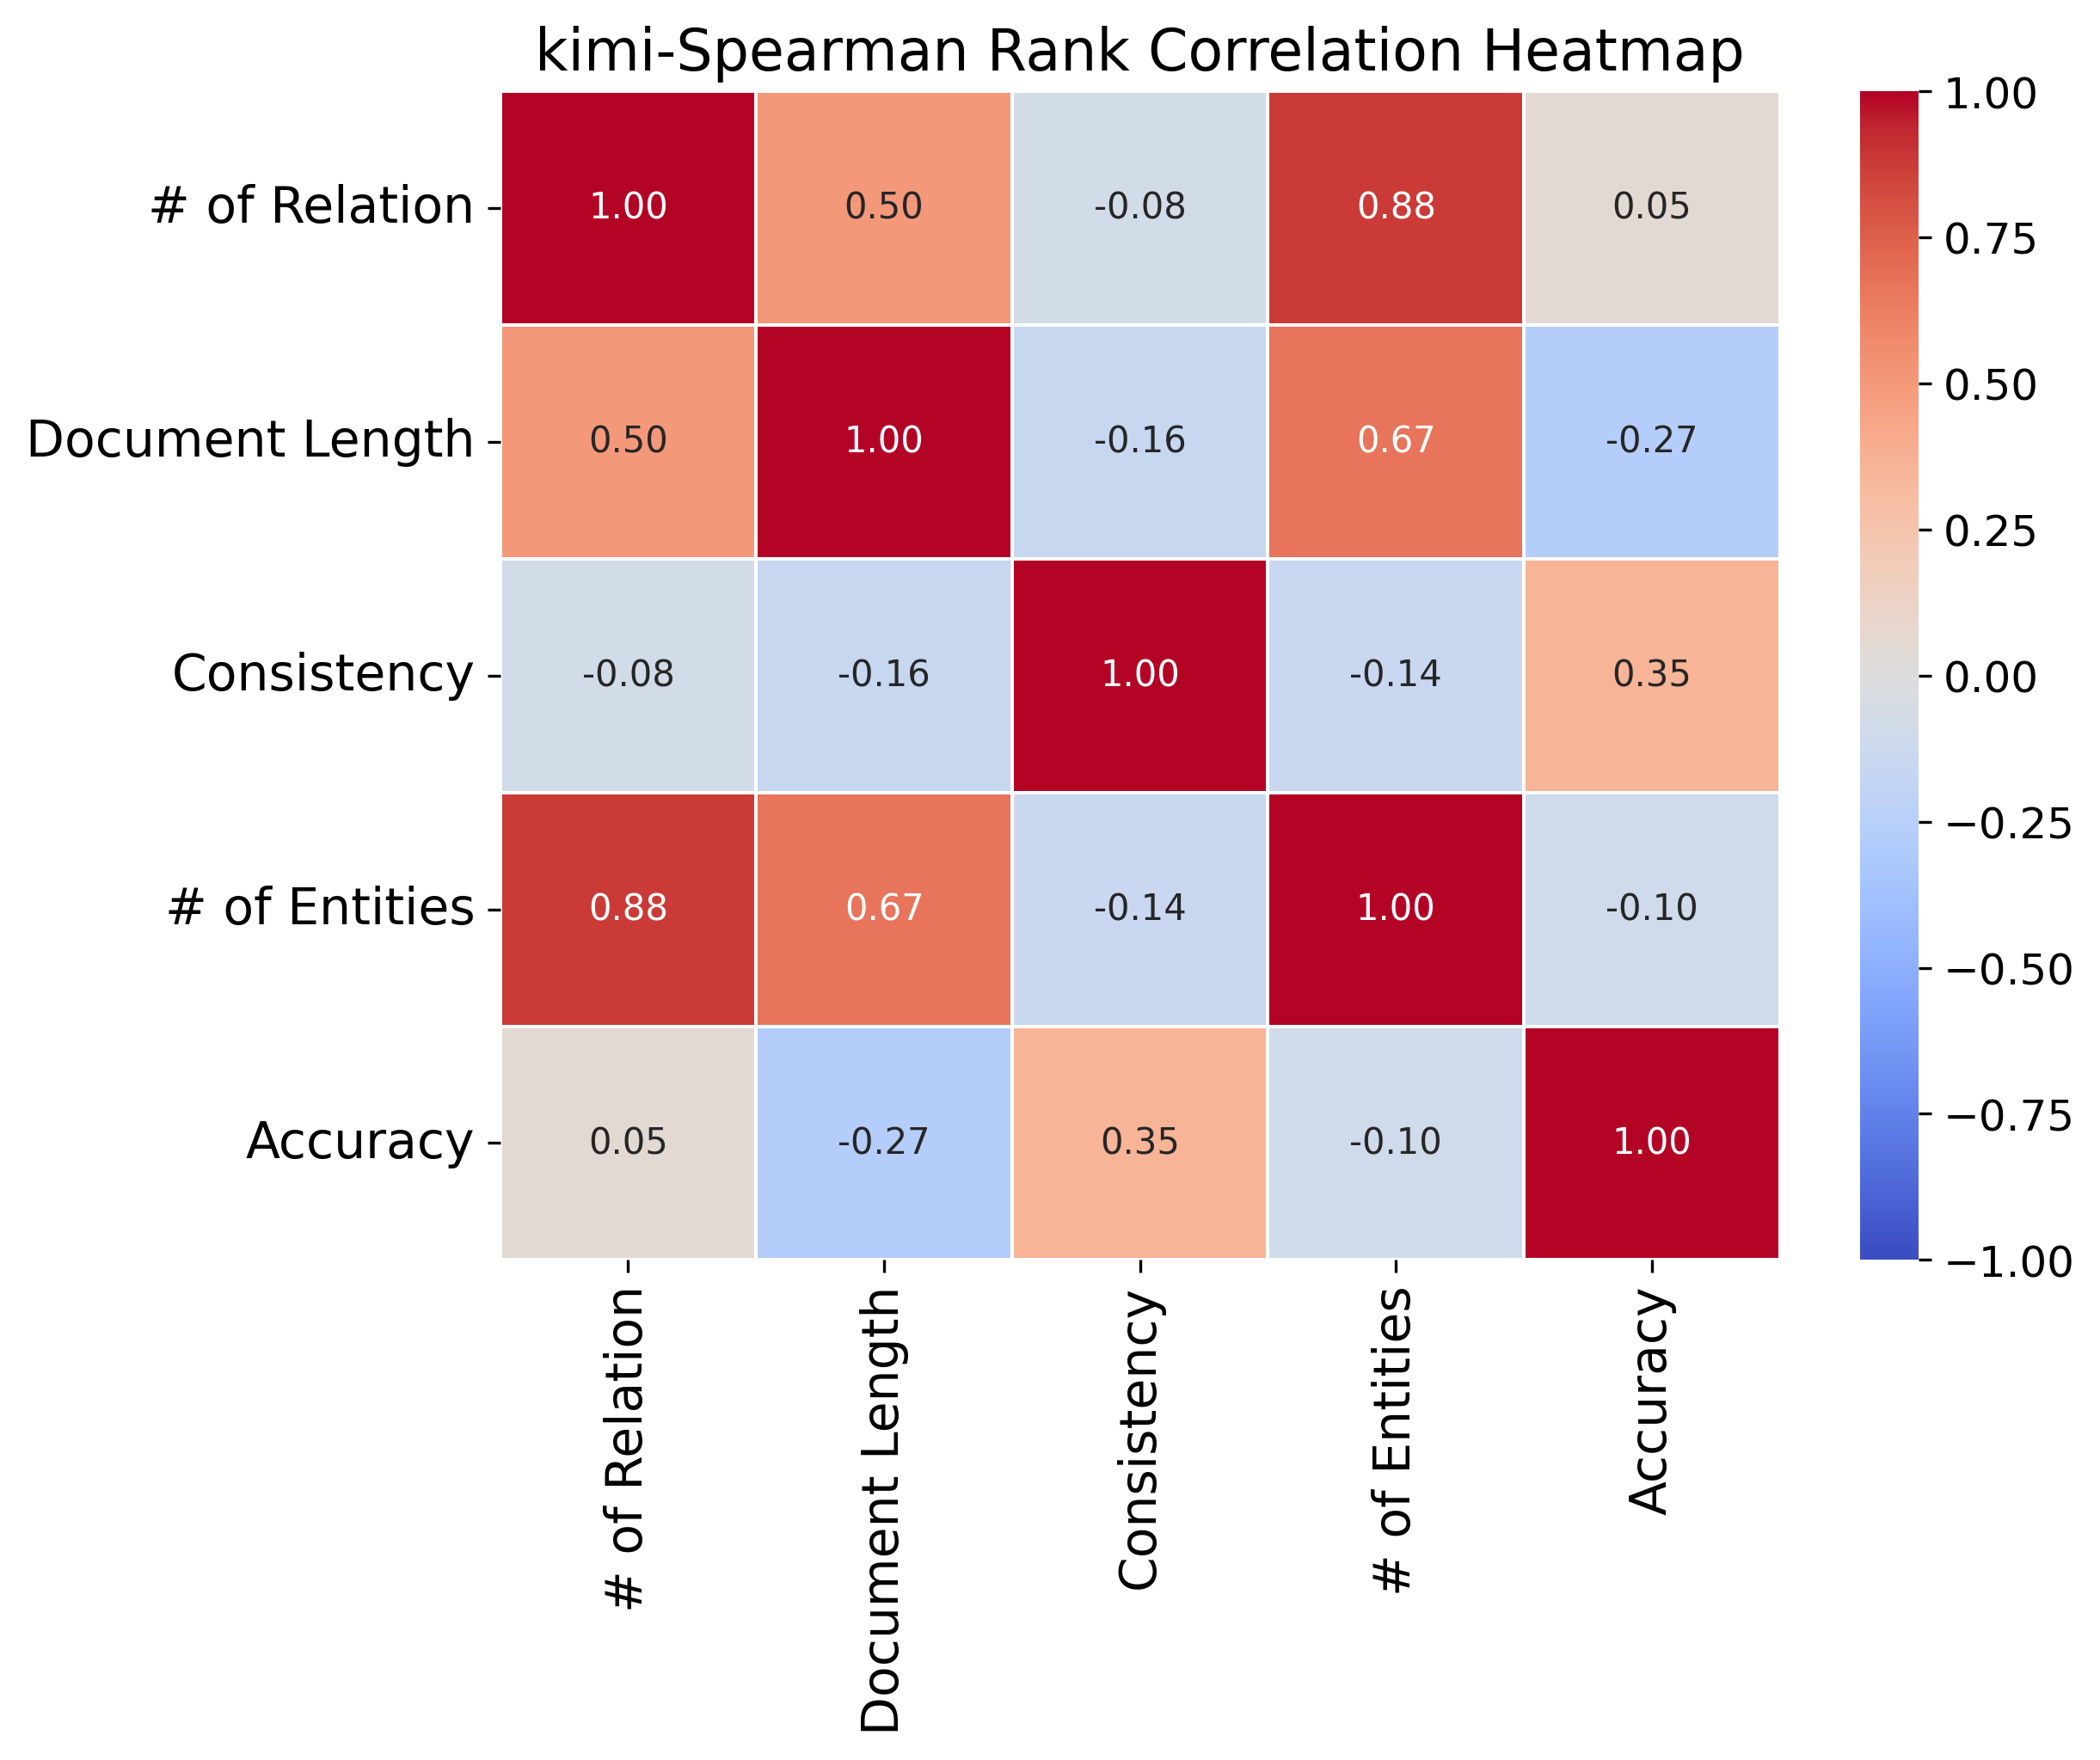 kimi-Spearman Rank Correlation Heatmap
# of Relation 1.00 0.50 -0.08 0.88 0.05
Document Length 0.50 1.00 -0.16 0.67 -0.27
Consistency -0.08 -0.16 1.00 -0.14 0.35
# of Entities 0.88 0.67 -0.14 1.00 -0.10
Accuracy 0.05 -0.27 0.35 -0.10 1.00
# of Relation
Document Length
Consistency
# of Entities
Accuracy
1.00
0.75
0.50
0.25
0.00
−0.25
−0.50
−0.75
−1.00